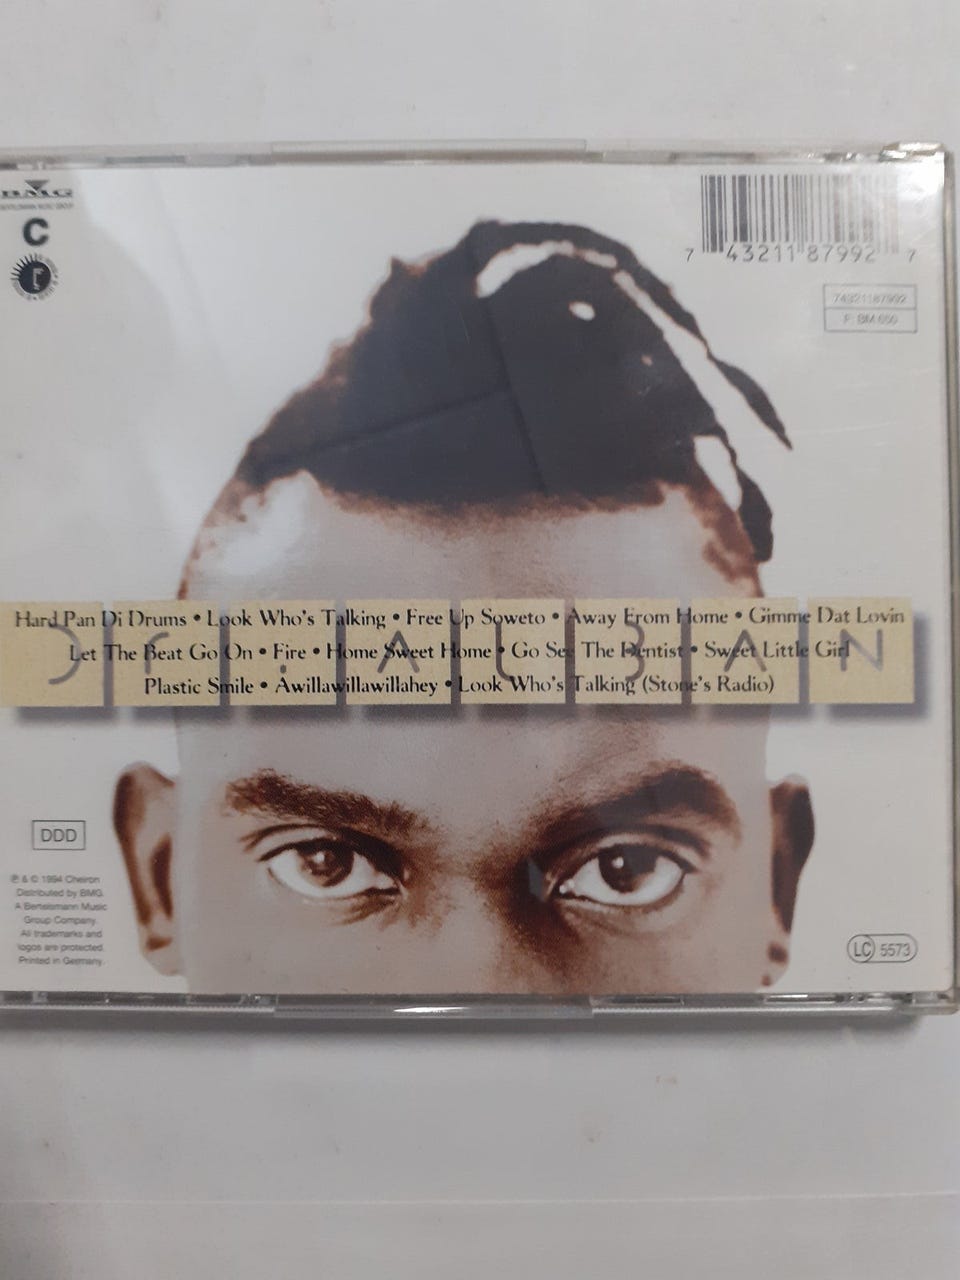 BMG
C
7 43211 87992 7
74321187992
F: BM 650
Hard Pan Di Drums • Look Who's Talking • Free Up Soweto • Away From Home • Gimme Dat Lovin
Let The Beat Go On • Fire • Home Sweet Home • Go See The Dentist • Sweet Little Girl
DR. ALBAN
Plastic Smile • Awillawillawillahey • Look Who's Talking (Stone's Radio)
DDD
℗ & © 1994 Cheiron
Distributed by BMG.
A Bertelsmann Music
Group Company.
All trademarks and
logos are protected.
Printed in Germany.
LC 5573